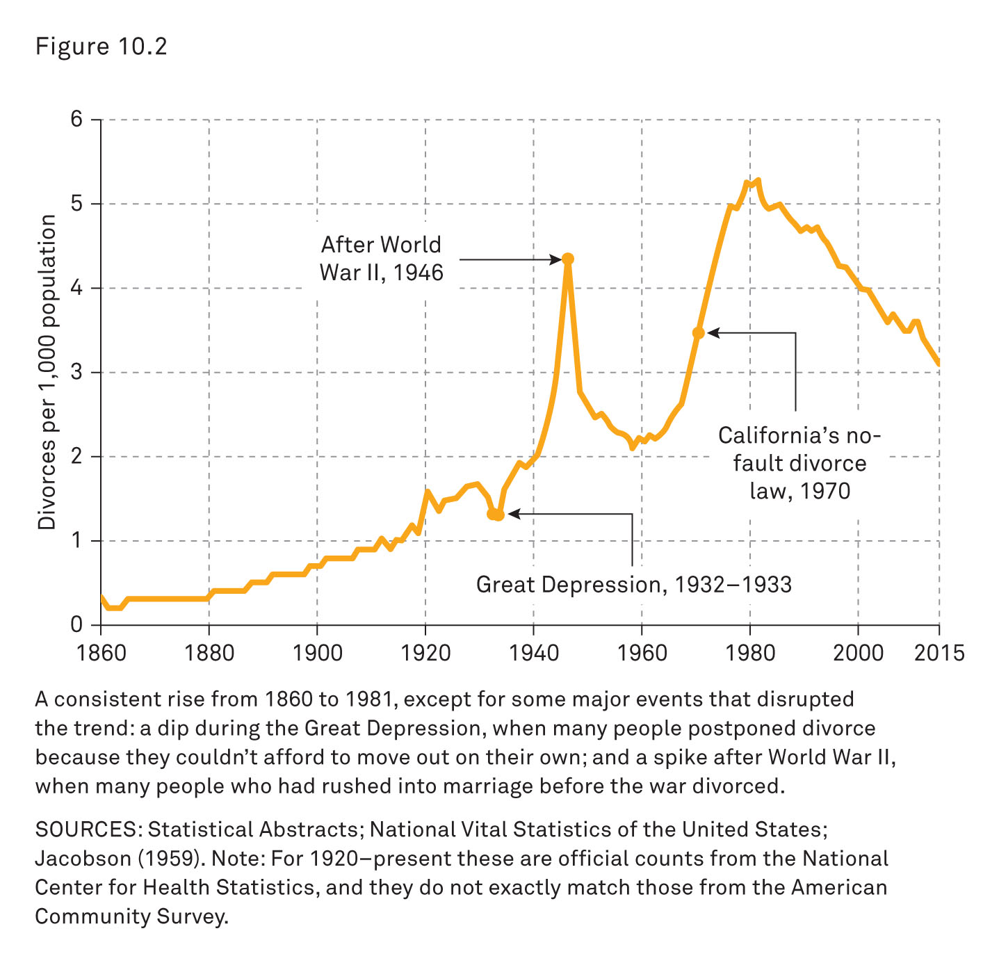 Figure 10.2
Divorces per 1,000 population
6
5
4
3
2
1
0
After World
War II, 1946
California’s no-
fault divorce
law, 1970
Great Depression, 1932–1933
1860
1880
1900
1920
1940
1960
1980
2000
2015
A consistent rise from 1860 to 1981, except for some major events that disrupted
the trend: a dip during the Great Depression, when many people postponed divorce
because they couldn’t afford to move out on their own; and a spike after World War II,
when many people who had rushed into marriage before the war divorced.
SOURCES: Statistical Abstracts; National Vital Statistics of the United States;
Jacobson (1959). Note: For 1920–present these are official counts from the National
Center for Health Statistics, and they do not exactly match those from the American
Community Survey.